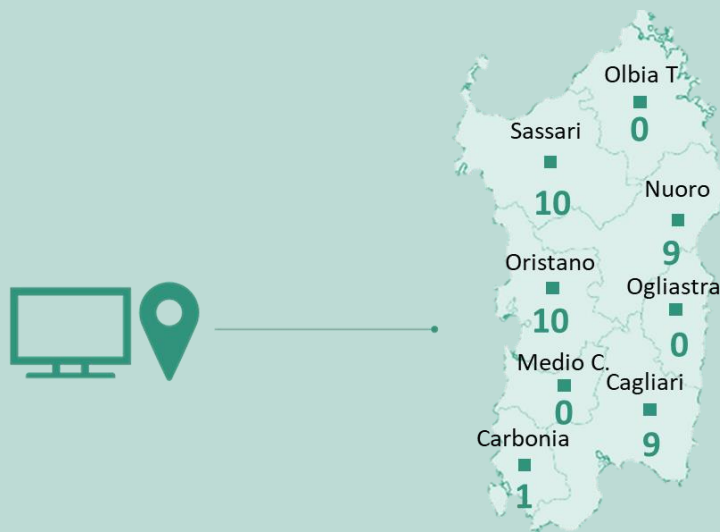 Olbia T
0
Sassari
10
Nuoro
9
Oristano
10
Ogliastra
0
Medio C.
0
Cagliari
9
Carbonia
1